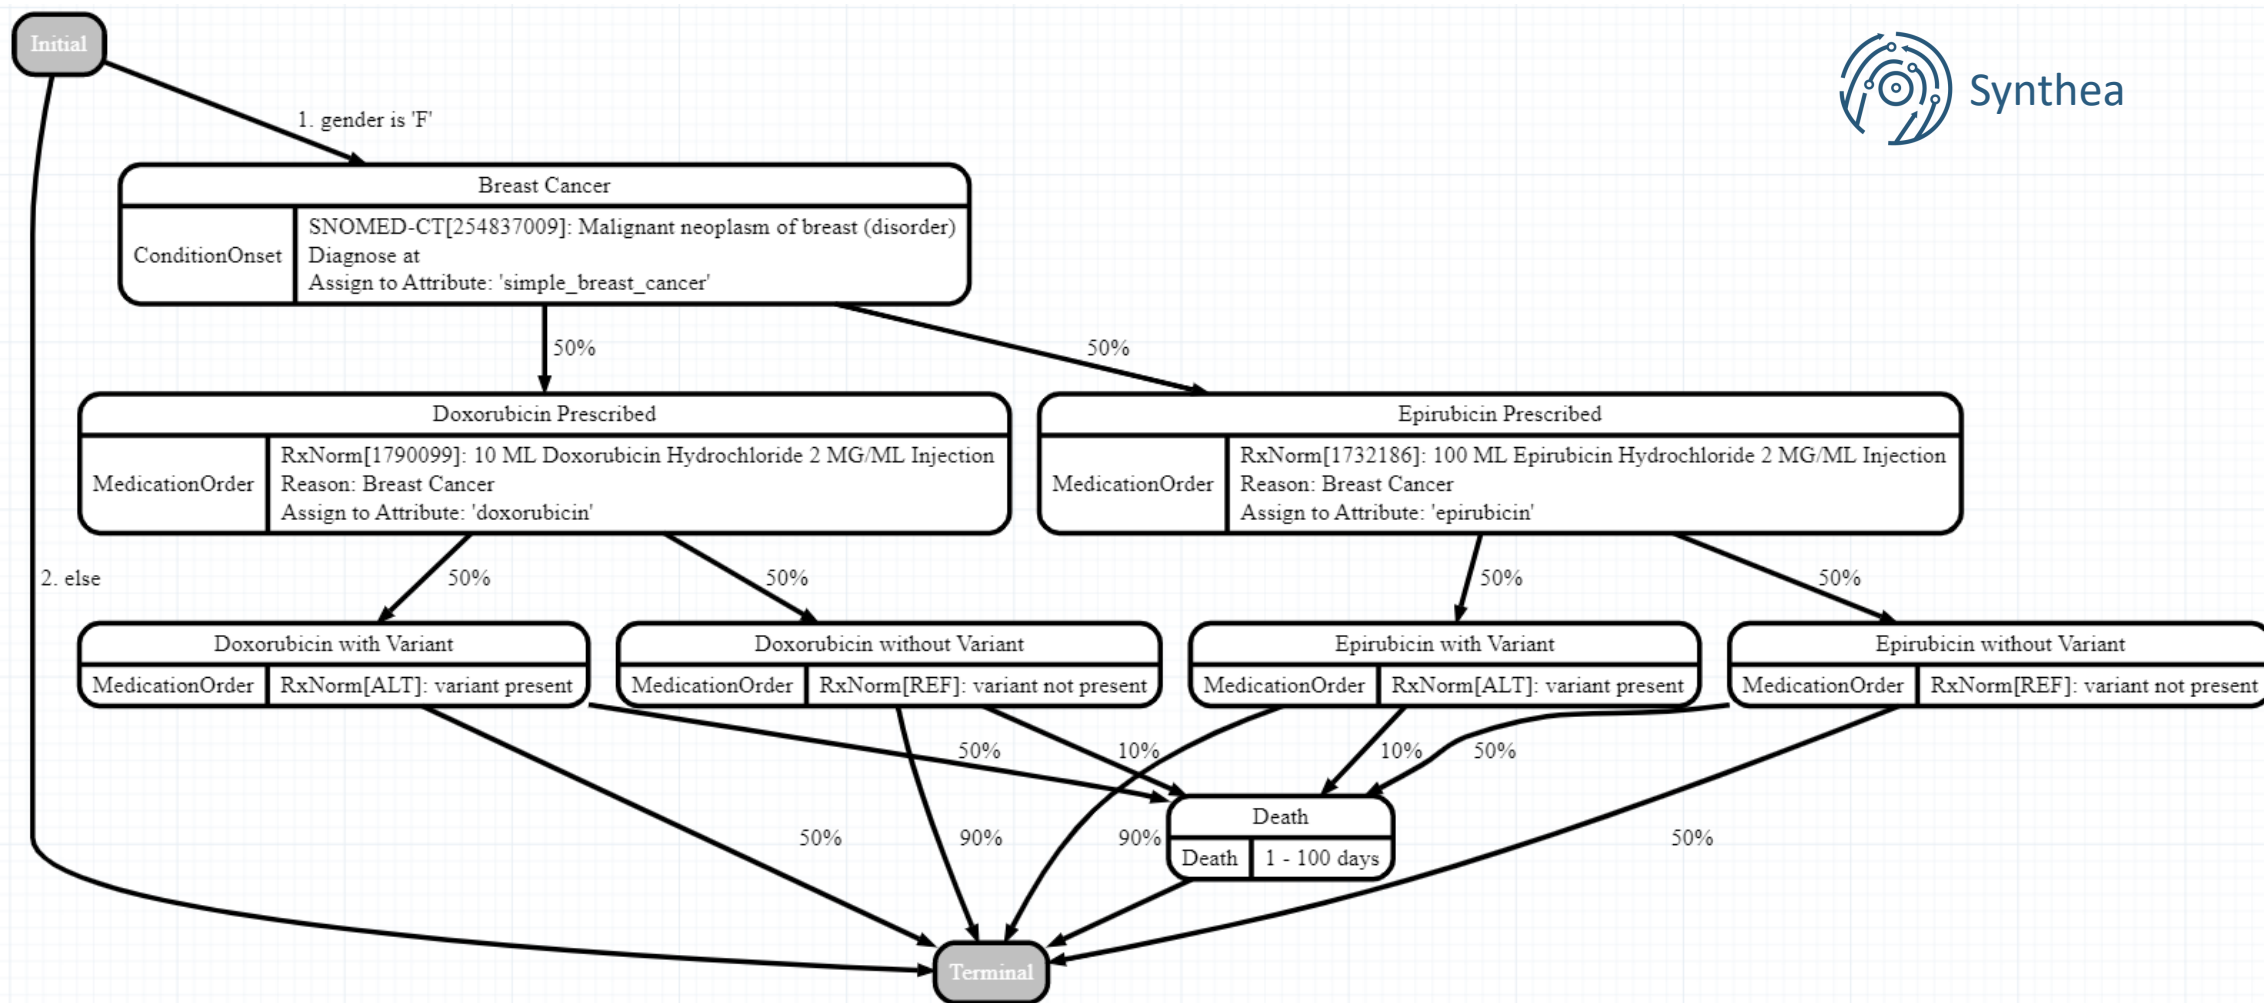 Initial
Synthea
1. gender is 'F'
Breast Cancer
ConditionOnset
SNOMED-CT[254837009]: Malignant neoplasm of breast (disorder)
Diagnose at
Assign to Attribute: 'simple_breast_cancer'
50%
50%
Doxorubicin Prescribed
MedicationOrder
RxNorm[1790099]: 10 ML Doxorubicin Hydrochloride 2 MG/ML Injection
Reason: Breast Cancer
Assign to Attribute: 'doxorubicin'
Epirubicin Prescribed
MedicationOrder
RxNorm[1732186]: 100 ML Epirubicin Hydrochloride 2 MG/ML Injection
Reason: Breast Cancer
Assign to Attribute: 'epirubicin'
2. else
50%
50%
50%
50%
Doxorubicin with Variant
MedicationOrder
RxNorm[ALT]: variant present
Doxorubicin without Variant
MedicationOrder
RxNorm[REF]: variant not present
Epirubicin with Variant
MedicationOrder
RxNorm[ALT]: variant present
Epirubicin without Variant
MedicationOrder
RxNorm[REF]: variant not present
50%
10%
10%
50%
Death
Death
1 - 100 days
50%
90%
90%
50%
Terminal